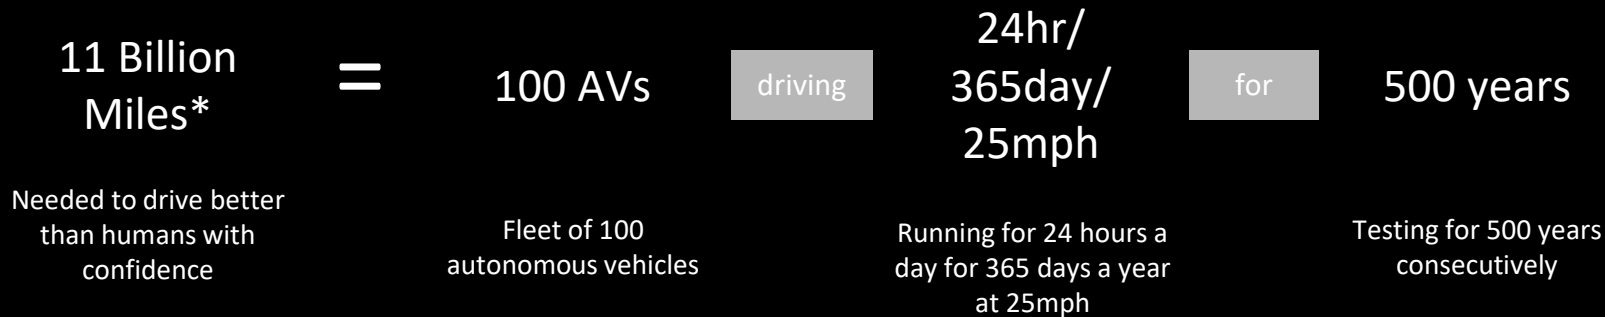 11 Billion
Miles*
=
100 AVs
driving
24hr/
365day/
25mph
for
500 years
Needed to drive better
than humans with
confidence
Fleet of 100
autonomous vehicles
Running for 24 hours a
day for 365 days a year
at 25mph
Testing for 500 years
consecutively